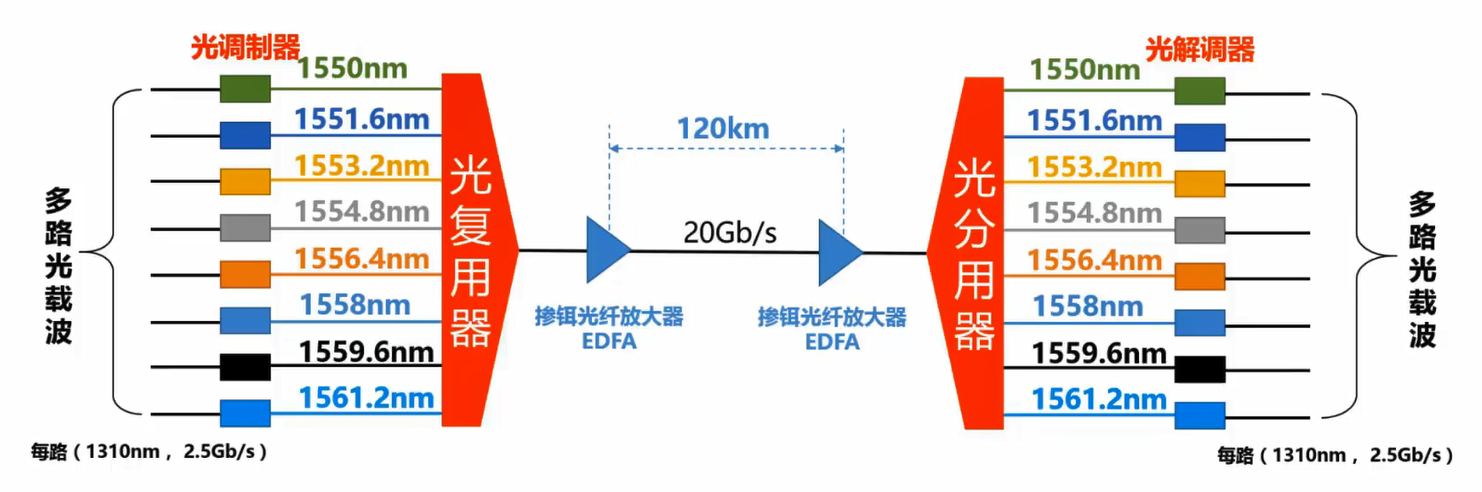 光调制器
1550nm
1551.6nm
1553.2nm
1554.8nm
1556.4nm
1558nm
1559.6nm
1561.2nm
多路光载波
每路（1310nm ，2.5Gb/s）
光复用器
120km
20Gb/s
掺铒光纤放大器
EDFA
掺铒光纤放大器
EDFA
光分用器
光解调器
1550nm
1551.6nm
1553.2nm
1554.8nm
1556.4nm
1558nm
1559.6nm
1561.2nm
多路光载波
每路（1310nm ，2.5Gb/s）